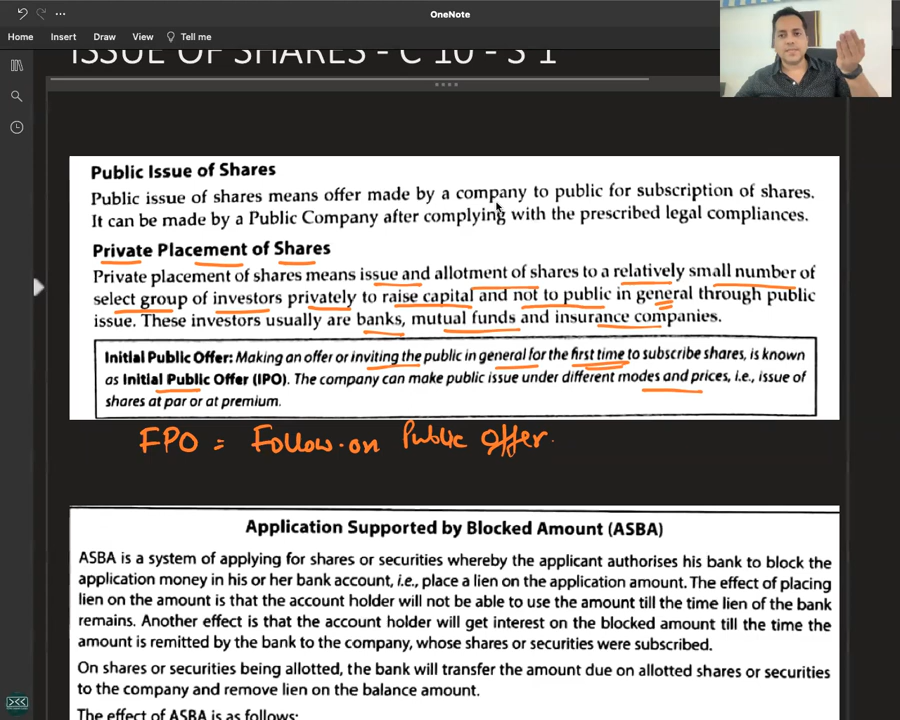 OneNote
Home Insert Draw View Tell me
ISSUE OF SHARES - C 10 - S 1
Public Issue of Shares
Public issue of shares means offer made by a company to public for subscription of shares.
It can be made by a Public Company after complying with the prescribed legal compliances.
Private Placement of Shares
Private placement of shares means issue and allotment of shares to a relatively small number of
select group of investors privately to raise capital and not to public in general through public
issue. These investors usually are banks, mutual funds and insurance companies.
Initial Public Offer: Making an offer or inviting the public in general for the first time to subscribe shares, is known
as Initial Public Offer (IPO). The company can make public issue under different modes and prices, i.e., issue of
shares at par or at premium.
FPO = Follow-on Public Offer.
Application Supported by Blocked Amount (ASBA)
ASBA is a system of applying for shares or securities whereby the applicant authorises his bank to block the
application money in his or her bank account, i.e., place a lien on the application amount. The effect of placing
lien on the amount is that the account holder will not be able to use the amount till the time lien of the bank
remains. Another effect is that the account holder will get interest on the blocked amount till the time the
amount is remitted by the bank to the company, whose shares or securities were subscribed.
On shares or securities being allotted, the bank will transfer the amount due on allotted shares or securities
to the company and remove lien on the balance amount.
The effect of ASBA is as follows: